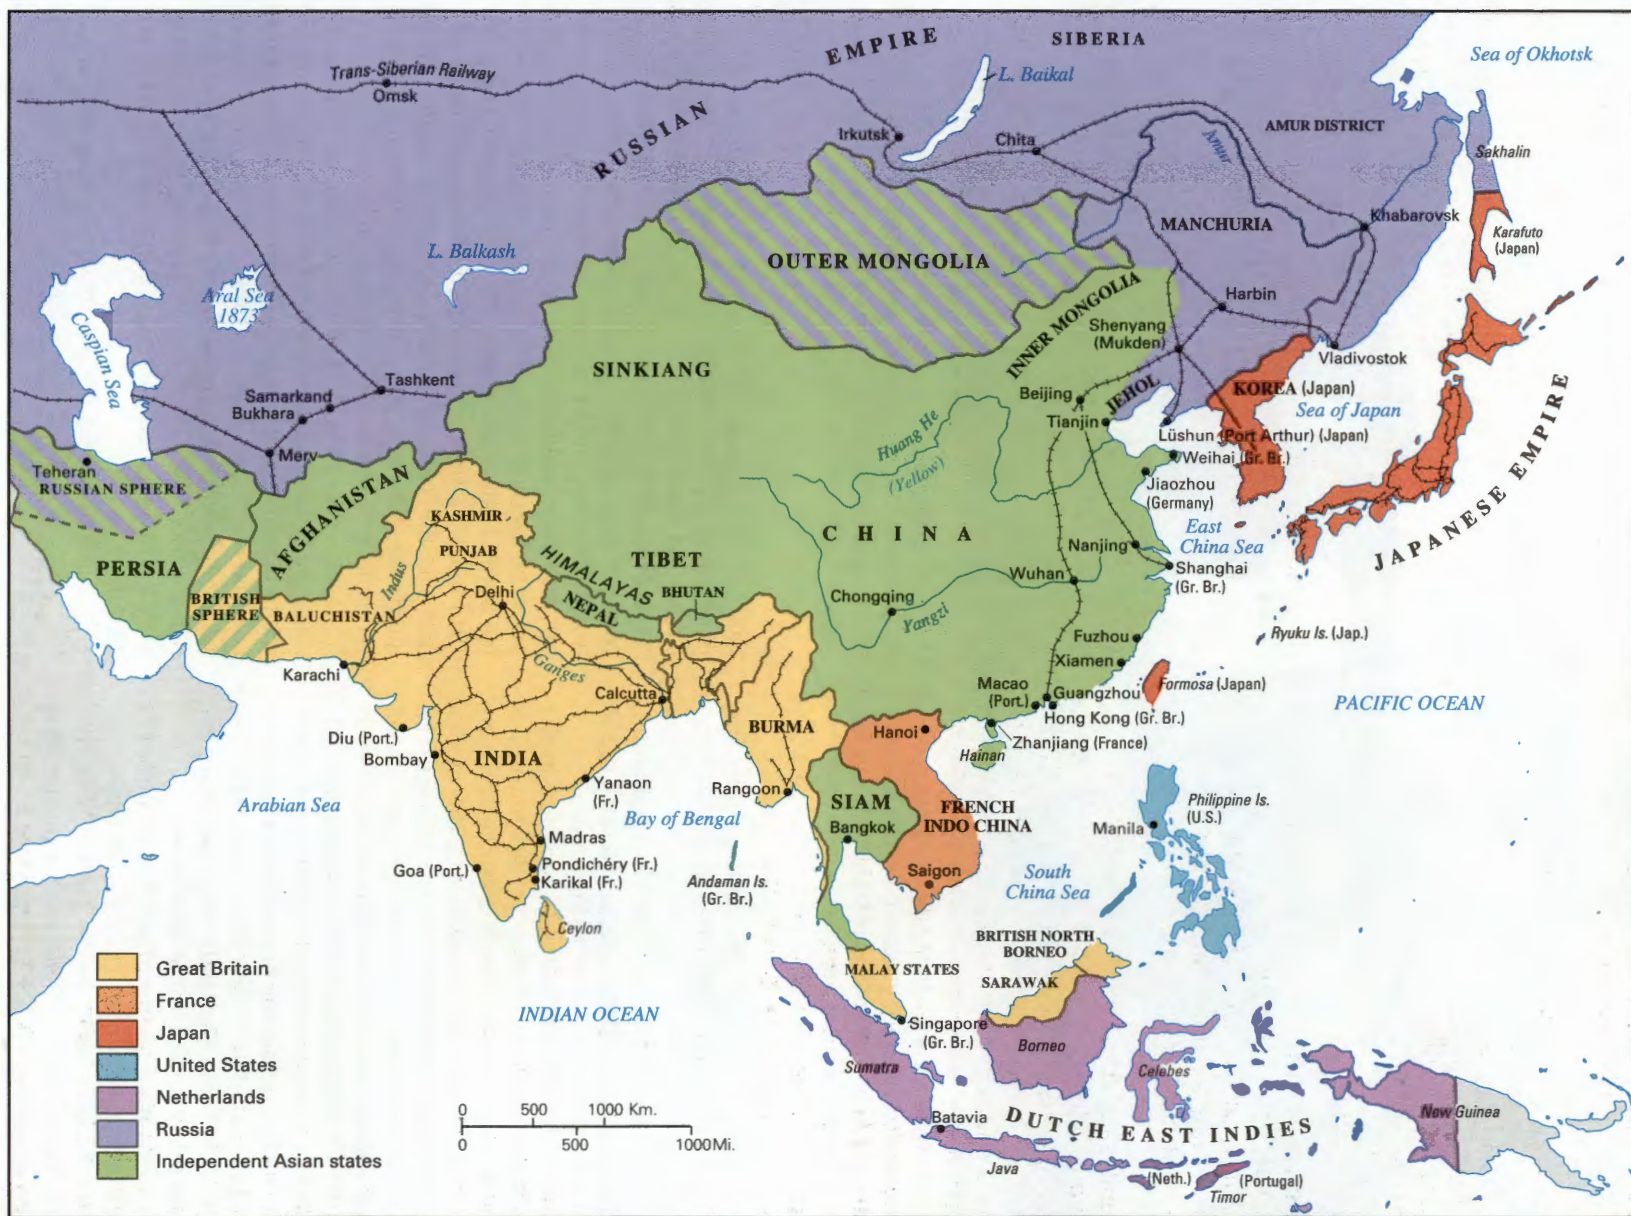 EMPIRE
SIBERIA
Sea of Okhotsk
Trans-Siberian Railway
Omsk
L. Baikal
RUSSIAN
Irkutsk
Chita
Amur
AMUR DISTRICT
Sakhalin
MANCHURIA
Khabarovsk
Karafuto
(Japan)
L. Balkash
OUTER MONGOLIA
Aral Sea
1873
Caspian Sea
Harbin
INNER MONGOLIA
Shenyang
(Mukden)
Vladivostok
SINKIANG
Tashkent
Samarkand
Bukhara
Beijing
JEHOL
KOREA (Japan)
Sea of Japan
Tianjin
Huang He
(Yellow)
Lüshun (Port Arthur) (Japan)
Weihai (Gr. Br.)
Merv
Teheran
RUSSIAN SPHERE
Jiaozhou
(Germany)
JAPANESE EMPIRE
AFGHANISTAN
KASHMIR
PUNJAB
CHINA
East
China Sea
PERSIA
HIMALAYAS
TIBET
Nanjing
Shanghai
(Gr. Br.)
Wuhan
Indus
Delhi
NEPAL
BHUTAN
BRITISH
SPHERE
BALUCHISTAN
Chongqing
Yangzi
Fuzhou
Ryuku Is. (Jap.)
Xiamen
Karachi
Ganges
Calcutta
Macao
(Port.)
Guangzhou
Formosa (Japan)
Hong Kong (Gr. Br.)
PACIFIC OCEAN
Diu (Port.)
BURMA
Hanoi
Zhanjiang (France)
Hainan
Bombay
INDIA
Yanaon
(Fr.)
Rangoon
Arabian Sea
Bay of Bengal
SIAM
Bangkok
FRENCH
INDO CHINA
Philippine Is.
(U.S.)
Manila
Madras
Goa (Port.)
Pondichéry (Fr.)
Karikal (Fr.)
Andaman Is.
(Gr. Br.)
Saigon
South
China Sea
Ceylon
BRITISH NORTH
BORNEO
MALAY STATES
SARAWAK
Great Britain
France
Japan
United States
Netherlands
Russia
Independent Asian states
INDIAN OCEAN
Singapore
(Gr. Br.)
Borneo
Sumatra
Celebes
0 500 1000 Km.
0 500 1000 Mi.
Batavia
DUTCH EAST INDIES
New Guinea
Java
(Neth.)
(Portugal)
Timor